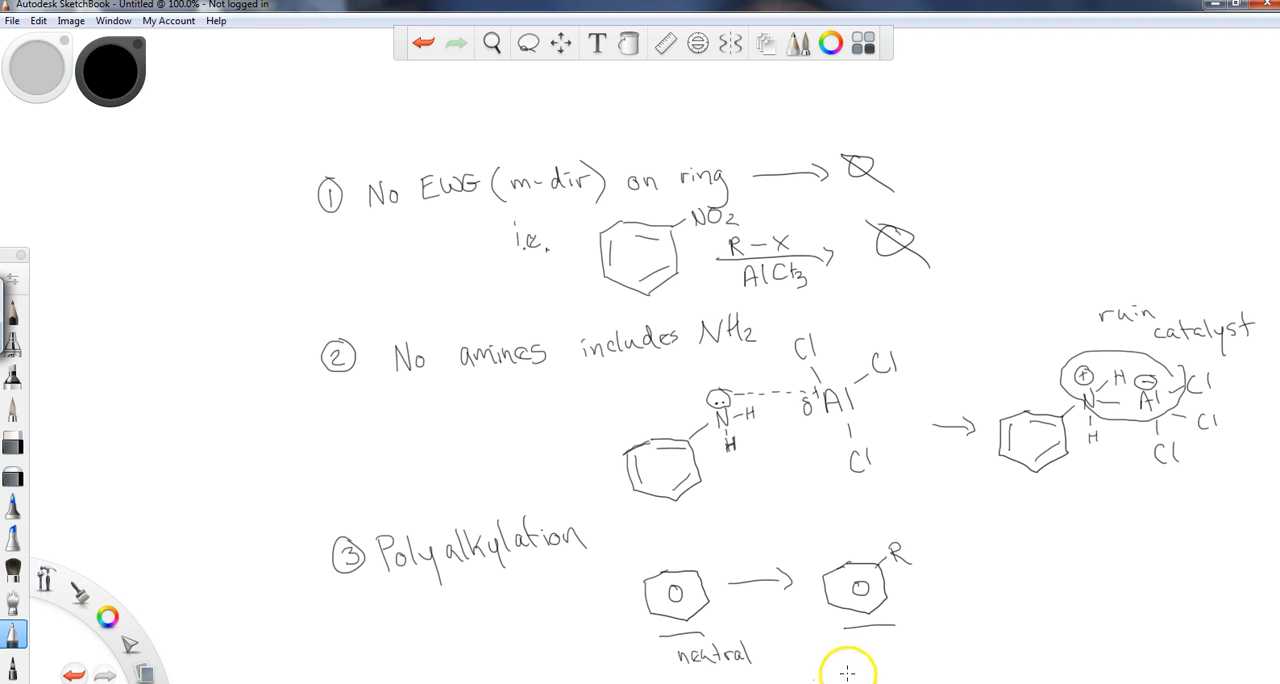 Autodesk SketchBook - Untitled @ 100.0% - Not logged in
File Edit Image Window My Account Help
① No EWG (m-dir) on ring
i.e.
NO2
R-X
AlCl3
② No amines includes NH2
ruin
catalyst
Cl
Cl
N-H
H
δ+ Al
Cl
+ H - Cl
N Al
H
Cl
Cl
③ Polyalkylation
R
neutral